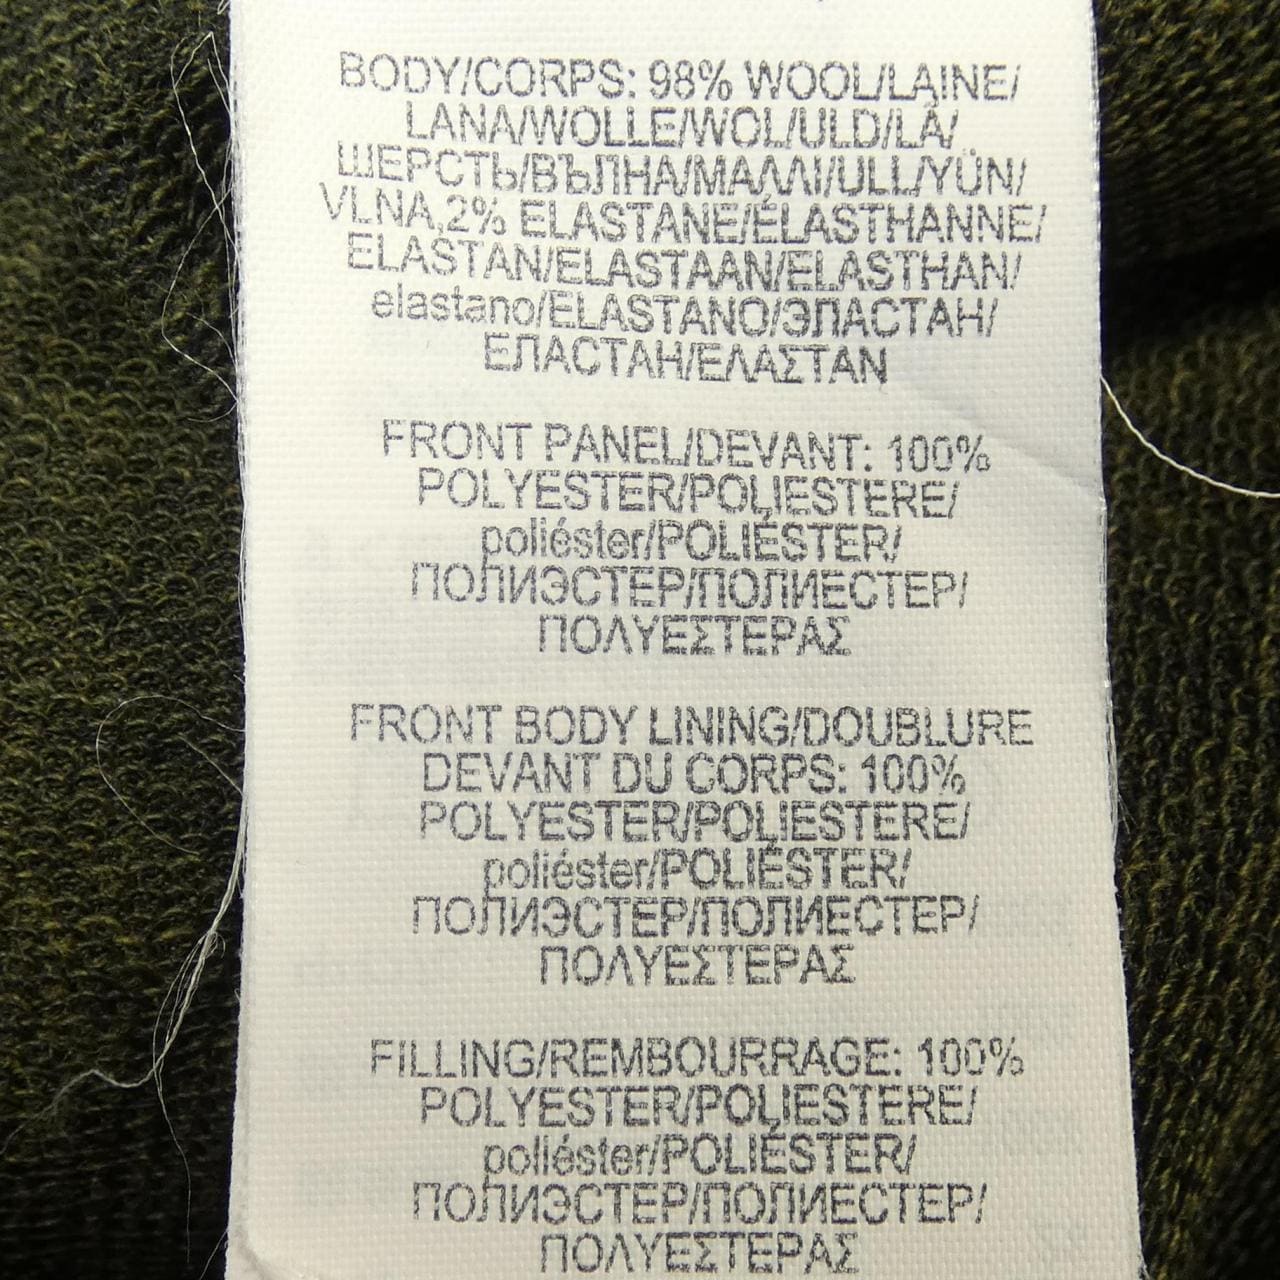 BODY/CORPS: 98% WOOL/LAINE/
LANA/WOLLE/WOL/ULD/LÃ/
ШЕРСТЬ/ВЪЛНА/ΜΑΛΛΙ/ULL/YÜN/
VLNA,2% ELASTANE/ÉLASTHANNE/
ELASTAN/ELASTAAN/ELASTHAN/
elastano/ELASTANO/ЭЛАСТАН/
ЕЛАСТАН/ΕΛΑΣΤΑΝ
FRONT PANEL/DEVANT: 100%
POLYESTER/POLIESTERE/
poliéster/POLIÉSTER/
ПОЛИЭСТЕР/ПОЛИЕСТЕР/
ΠΟΛΥΕΣΤΕΡΑΣ
FRONT BODY LINING/DOUBLURE
DEVANT DU CORPS: 100%
POLYESTER/POLIESTERE/
poliéster/POLIÉSTER/
ПОЛИЭСТЕР/ПОЛИЕСТЕР/
ΠΟΛΥΕΣΤΕΡΑΣ
FILLING/REMBOURRAGE: 100%
POLYESTER/POLIESTERE/
poliéster/POLIÉSTER/
ПОЛИЭСТЕР/ПОЛИЕСТЕР/
ΠΟΛΥΕΣΤΕΡΑΣ